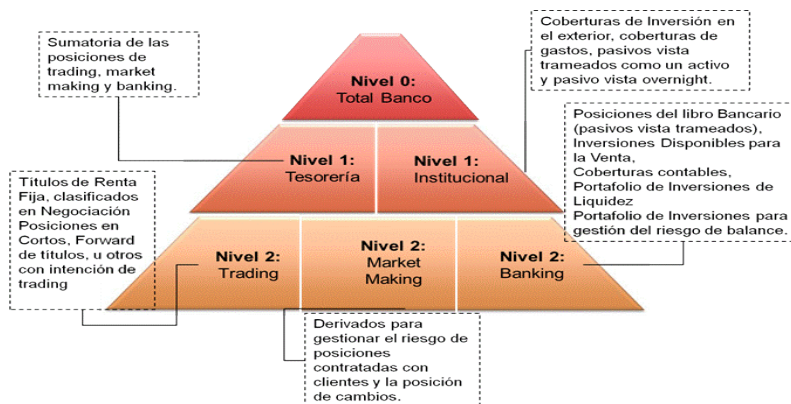 Sumatoria de las
posiciones de
trading, market
making y banking.
Coberturas de Inversión en
el exterior, coberturas de
gastos, pasivos vista
trameados como un activo
y pasivo vista overnight.
Nivel 0:
Total Banco
Nivel 1:
Tesorería
Nivel 1:
Institucional
Posiciones del libro Bancario
(pasivos vista trameados),
Inversiones Disponibles para
la Venta,
Coberturas contables,
Portafolio de Inversiones de
Liquidez
Portafolio de Inversiones para
gestión del riesgo de balance.
Títulos de Renta
Fija, clasificados
en Negociación
Posiciones en
Cortos, Forward
de títulos, u otros
con intención de
trading
Nivel 2:
Trading
Nivel 2:
Market
Making
Nivel 2:
Banking
Derivados para
gestionar el riesgo de
posiciones
contratadas con
clientes y la posición
de cambios.